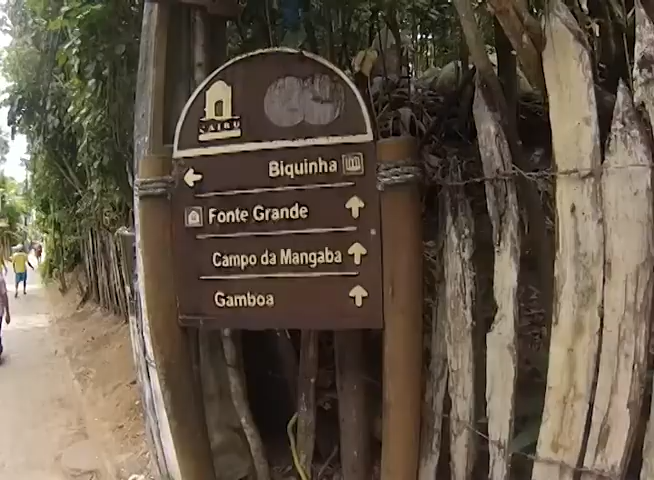 CAIRU
Biquinha
Fonte Grande
Campo da Mangaba
Gamboa